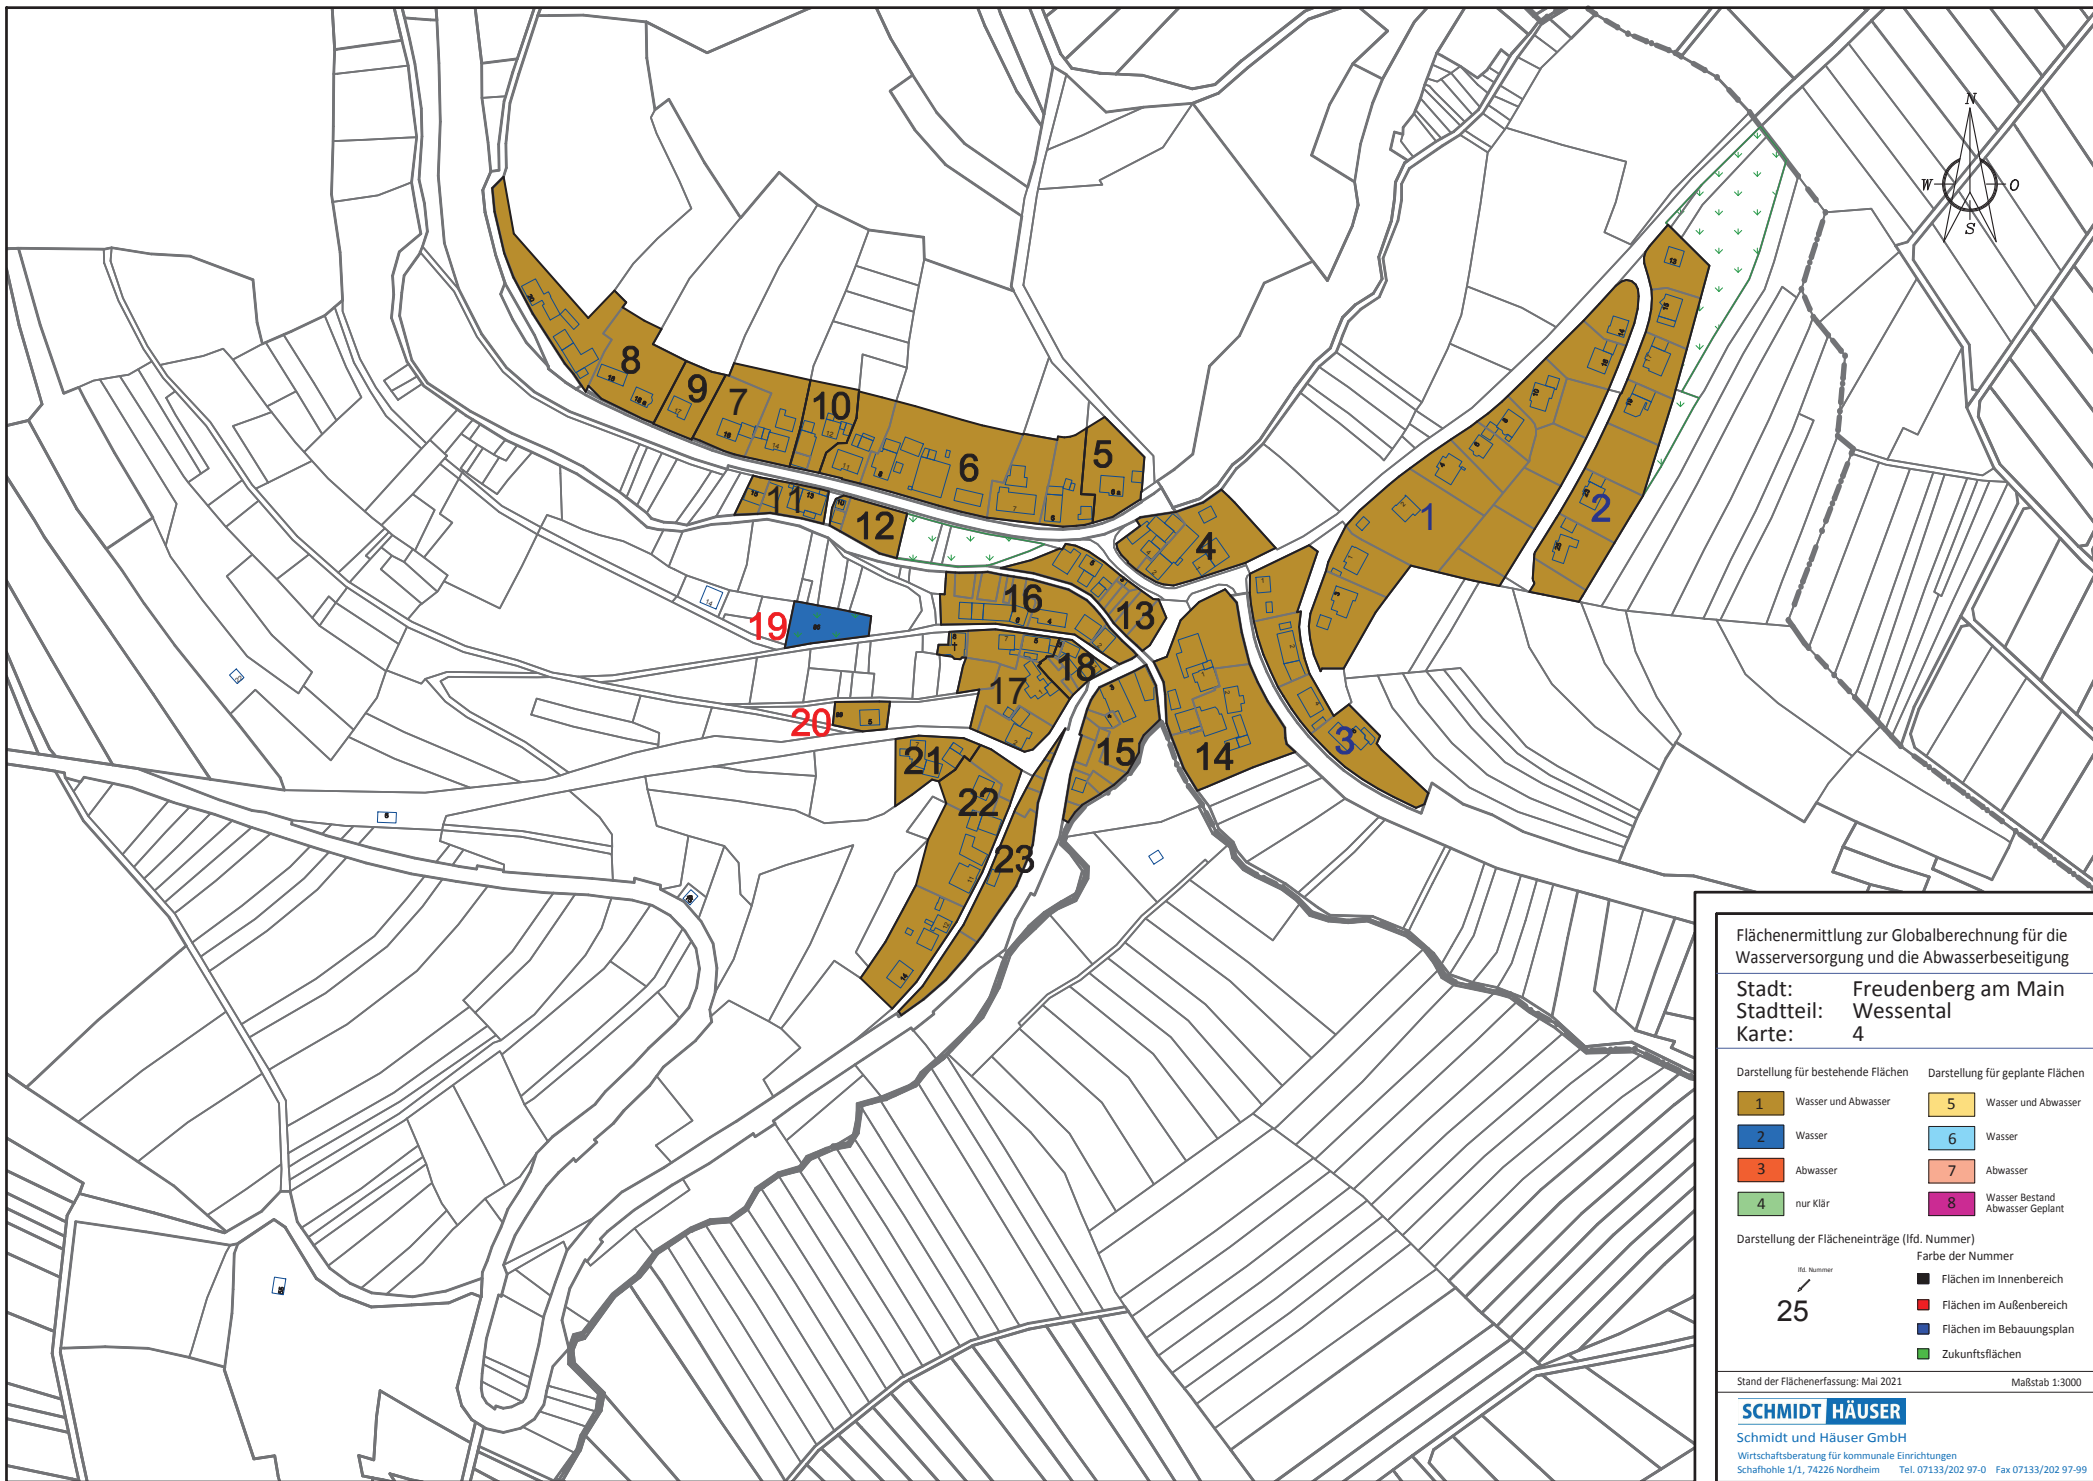 N
W O
S
8
9
7
10
6
5
11
12
4
1
2
3
16
13
18
17
14
15
19
20
21
22
23
Flächenermittlung zur Globalberechnung für die
Wasserversorgung und die Abwasserbeseitigung
Stadt: Freudenberg am Main
Stadtteil: Wessental
Karte: 4
Darstellung für bestehende Flächen Darstellung für geplante Flächen
1 Wasser und Abwasser 5 Wasser und Abwasser
2 Wasser 6 Wasser
3 Abwasser 7 Abwasser
4 nur Klär 8 Wasser Bestand
Abwasser Geplant
Darstellung der Flächeneinträge (lfd. Nummer)
Farbe der Nummer
lfd. Nummer
25
Flächen im Innenbereich
Flächen im Außenbereich
Flächen im Bebauungsplan
Zukunftsflächen
Stand der Flächenerfassung: Mai 2021 Maßstab 1:3000
SCHMIDT HÄUSER
Schmidt und Häuser GmbH
Wirtschaftsberatung für kommunale Einrichtungen
Schafhohle 1/1, 74226 Nordheim Tel. 07133/202 97-0 Fax 07133/202 97-99